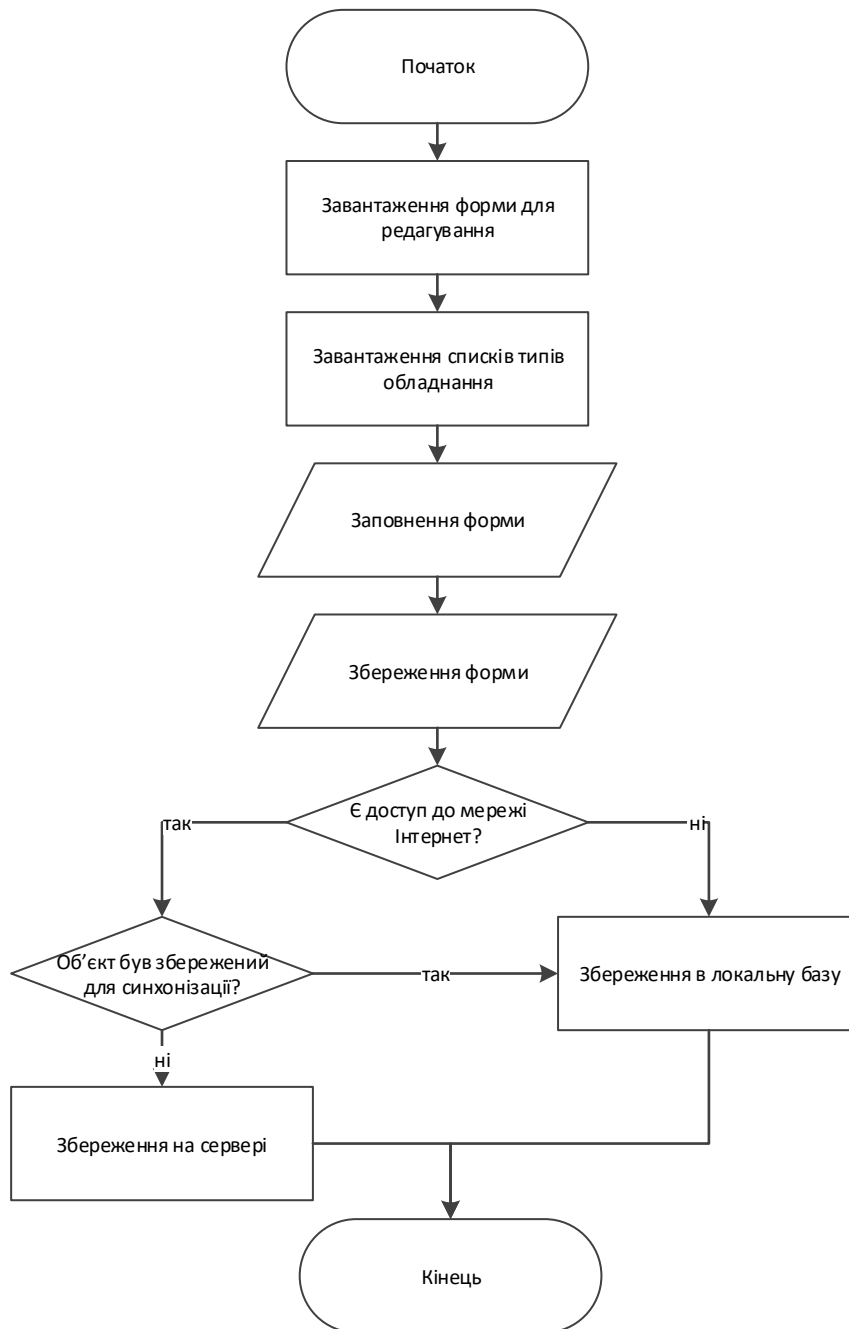 Початок
Завантаження форми для
редагування
Завантаження списків типів
обладнання
Заповнення форми
Збереження форми
Є доступ до мережі
Інтернет?
так
ні
Об’єкт був збережений
для синхонізації?
так
Збереження в локальну базу
ні
Збереження на сервері
Кінець